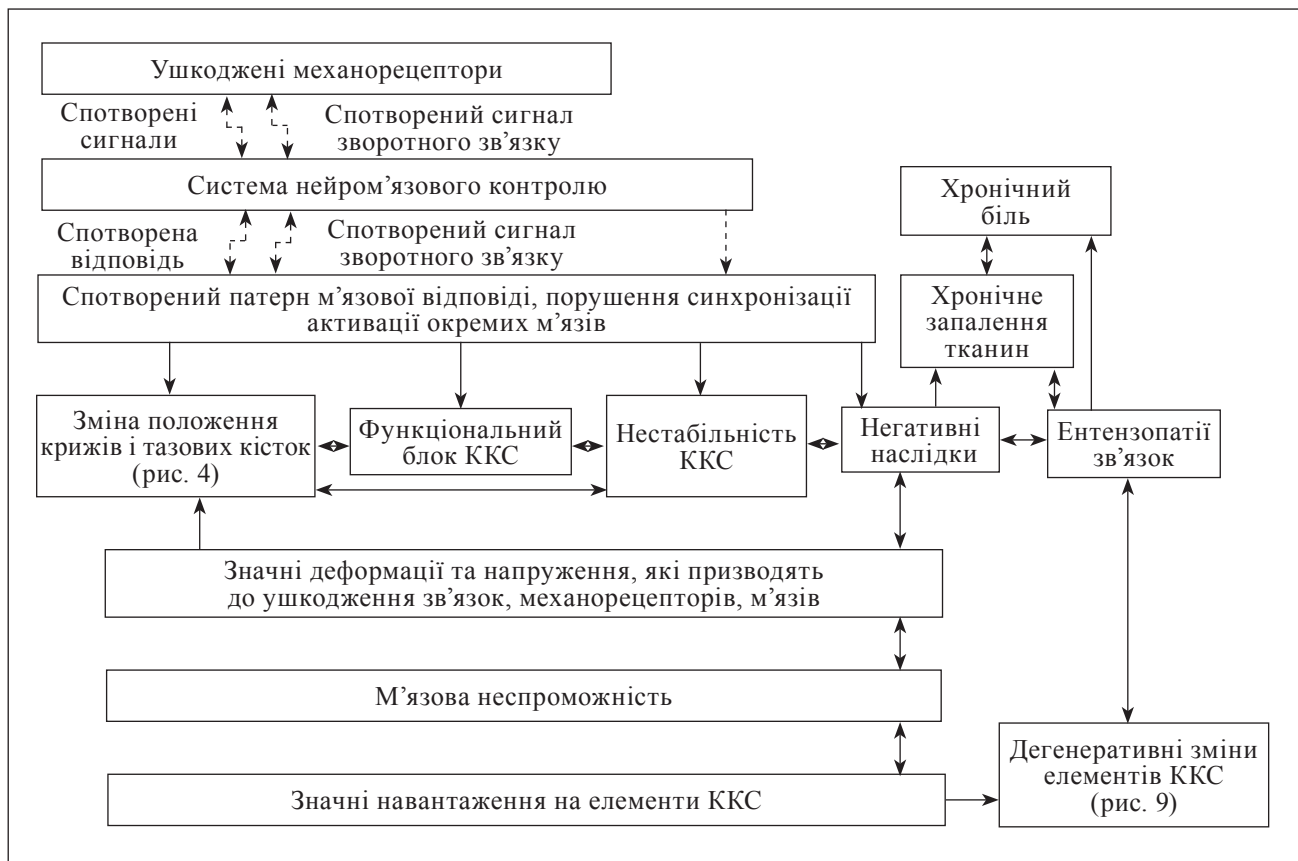 Ушкоджені механорецептори
Спотворені
сигнали
Спотворений сигнал
зворотного зв'язку
Система нейром'язового контролю
Спотворена
відповідь
Спотворений сигнал
зворотного зв'язку
Хронічний
біль
Спотворений патерн м'язової відповіді, порушення синхронізації
активації окремих м'язів
Хронічне
запалення
тканин
Зміна положення
крижів і тазових кісток
(рис. 4)
Функціональний
блок ККС
Нестабільність
ККС
Негативні
наслідки
Ентензопатії
зв'язок
Значні деформації та напруження, які призводять
до ушкодження зв'язок, механорецепторів, м'язів
М'язова неспроможність
Значні навантаження на елементи ККС
Дегенеративні зміни
елементів ККС
(рис. 9)